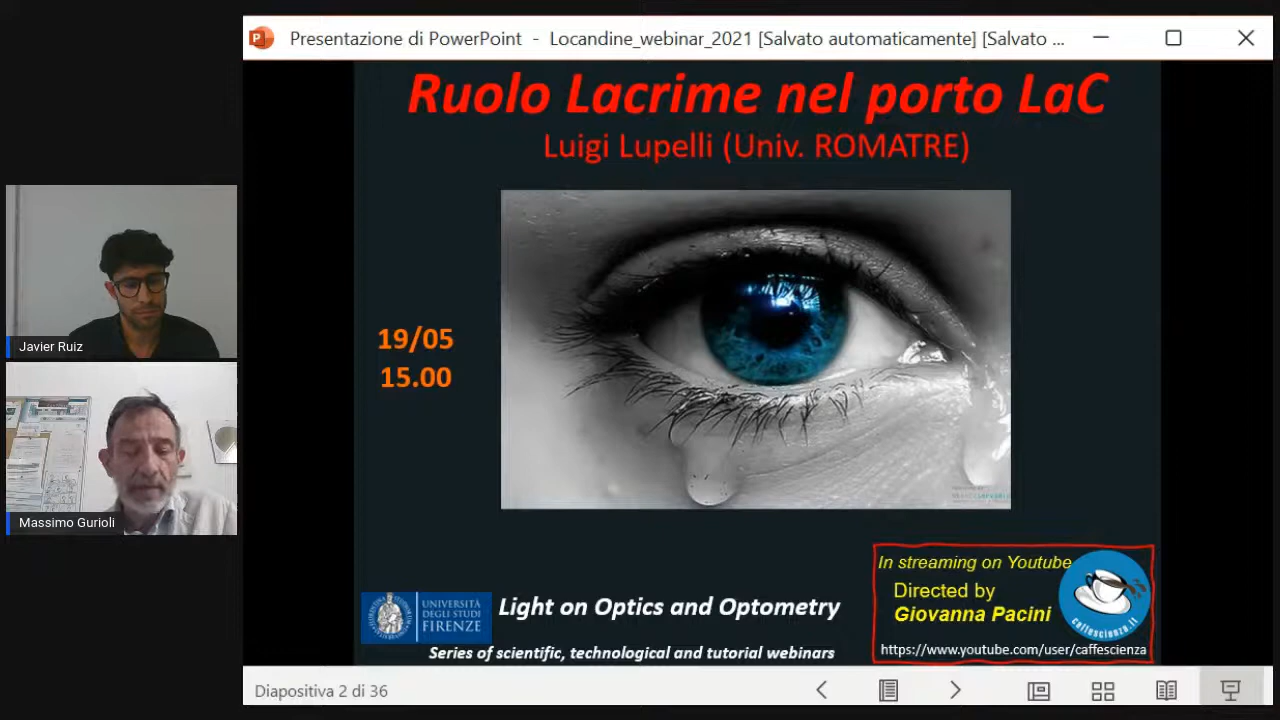 Presentazione di PowerPoint - Locandine_webinar_2021 [Salvato automaticamente] [Salvato ...
Ruolo Lacrime nel porto LaC
Luigi Lupelli (Univ. ROMATRE)
19/05
15.00
Javier Ruiz
Massimo Gurioli
UNIVERSITÀ
DEGLI STUDI
FIRENZE
Light on Optics and Optometry
Series of scientific, technological and tutorial webinars
In streaming on Youtube
Directed by
Giovanna Pacini
caffescienza.it
https://www.youtube.com/user/caffescienza
Diapositiva 2 di 36